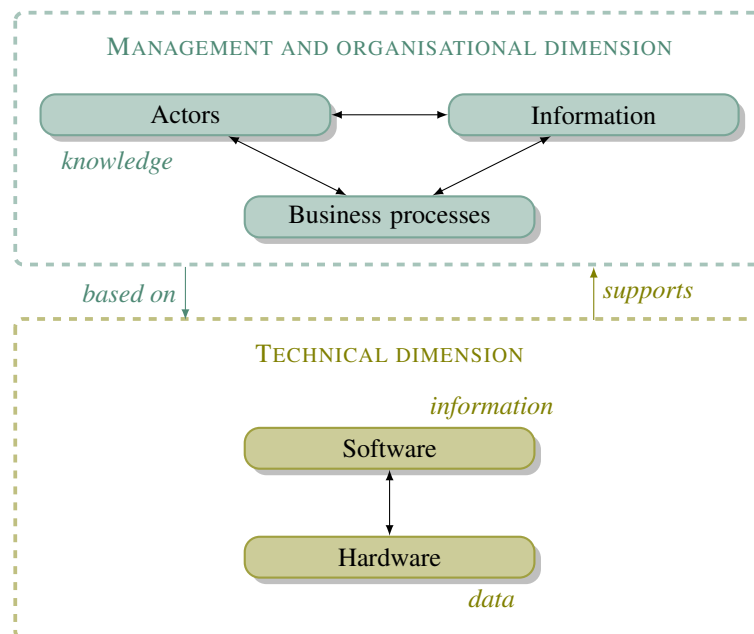 MANAGEMENT AND ORGANISATIONAL DIMENSION
Actors
Information
knowledge
Business processes
based on
supports
TECHNICAL DIMENSION
information
Software
Hardware
data